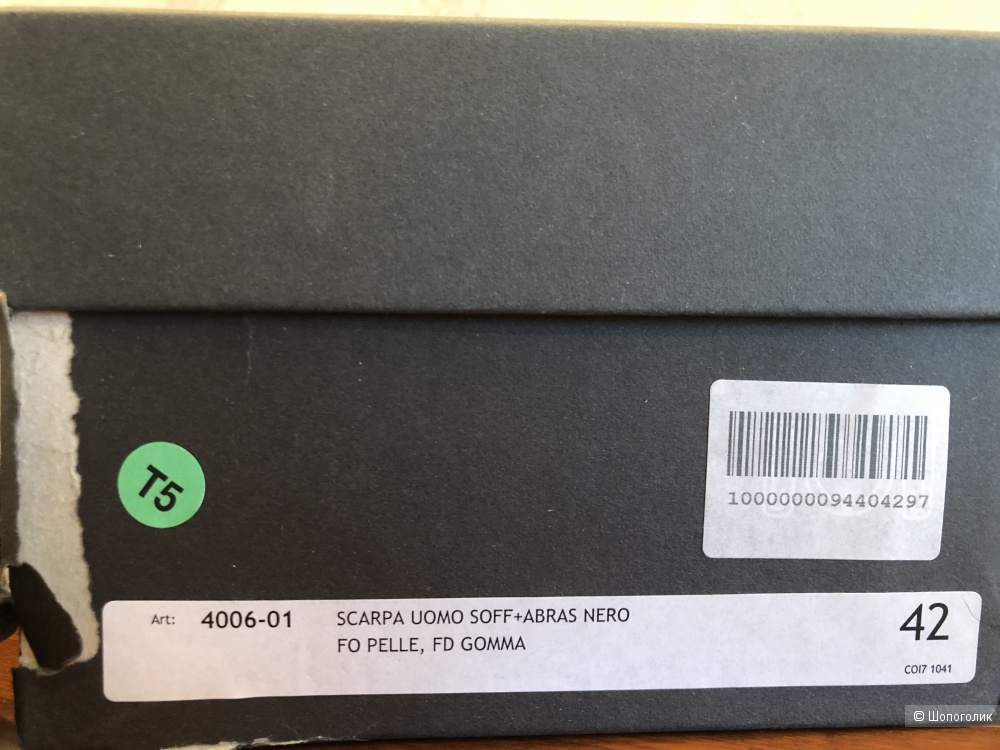 T5
1000000094404297
Art: 4006-01 SCARPA UOMO SOFF+ABRAS NERO 42
FO PELLE, FD GOMMA
COI7 1041
© Шопоголик